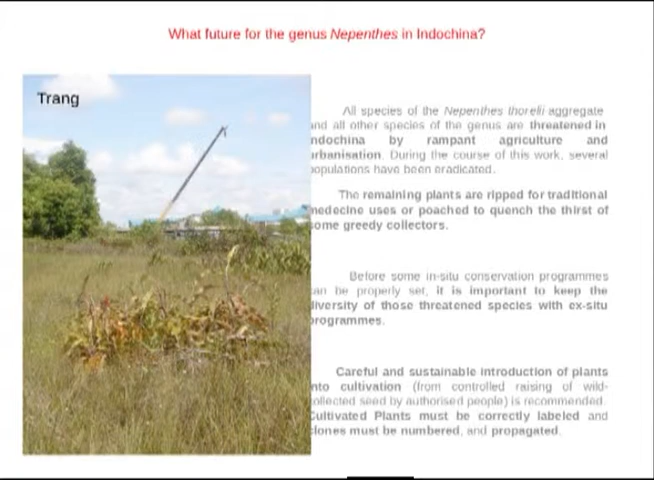 What future for the genus Nepenthes in Indochina?
Trang
All species of the Nepenthes thorelii aggregate
and all other species of the genus are threatened in
ndochina by rampant agriculture and
urbanisation. During the course of this work, several
populations have been eradicated.
The remaining plants are ripped for traditional
medecine uses or poached to quench the thirst of
ome greedy collectors.
Before some in-situ conservation programmes
an be properly set, it is important to keep the
diversity of those threatened species with ex-situ
programmes.
Careful and sustainable introduction of plants
nto cultivation (from controlled raising of wild-
ollected seed by authorised people) is recommended.
Cultivated Plants must be correctly labeled and
clones must be numbered, and propagated.